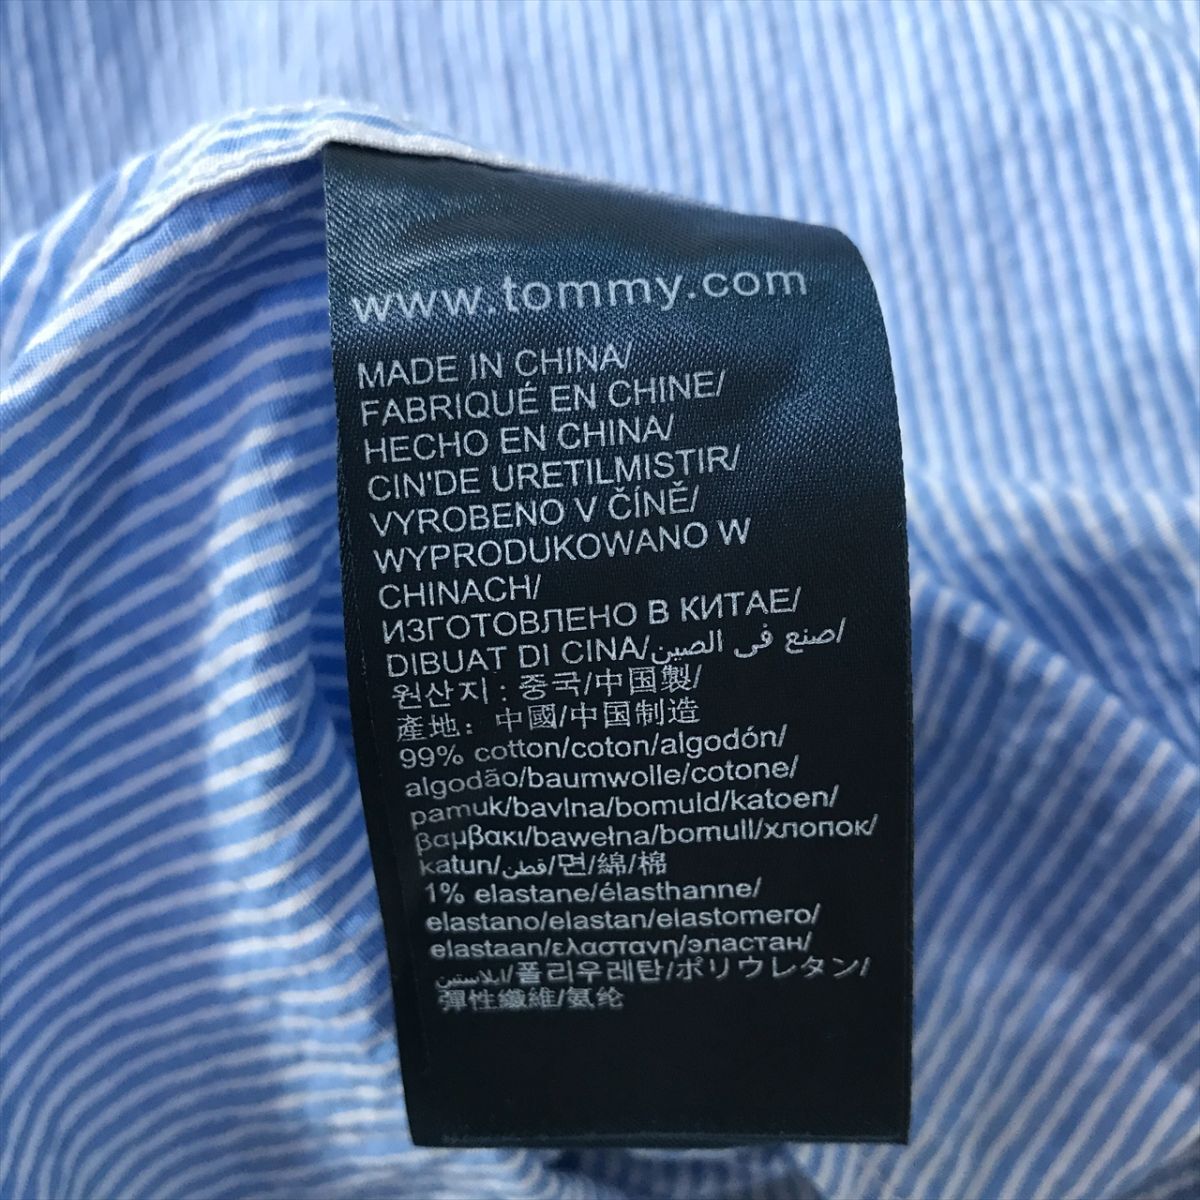 www.tommy.com
MADE IN CHINA/
FABRIQUÉ EN CHINE/
HECHO EN CHINA/
CIN'DE URETILMISTIR/
VYROBENO V ČÍNĚ/
WYPRODUKOWANO W
CHINACH/
ИЗГОТОВЛЕНО В КИТАЕ/
DIBUAT DI CINA/صنع في الصين/
원산지 : 중국/中国製/
產地: 中國/中国制造
99% cotton/coton/algodón/
algodão/baumwolle/cotone/
pamuk/bavlna/bomuld/katoen/
βαμβακι/bawełna/bomull/хлопок/
katun/قطن/면/綿/棉
1% elastane/élasthanne/
elastano/elastan/elastomero/
elastaan/ελαστανη/эластан/
ايلاستين/폴리우레탄/ポリウレタン/
彈性纖維/氨纶